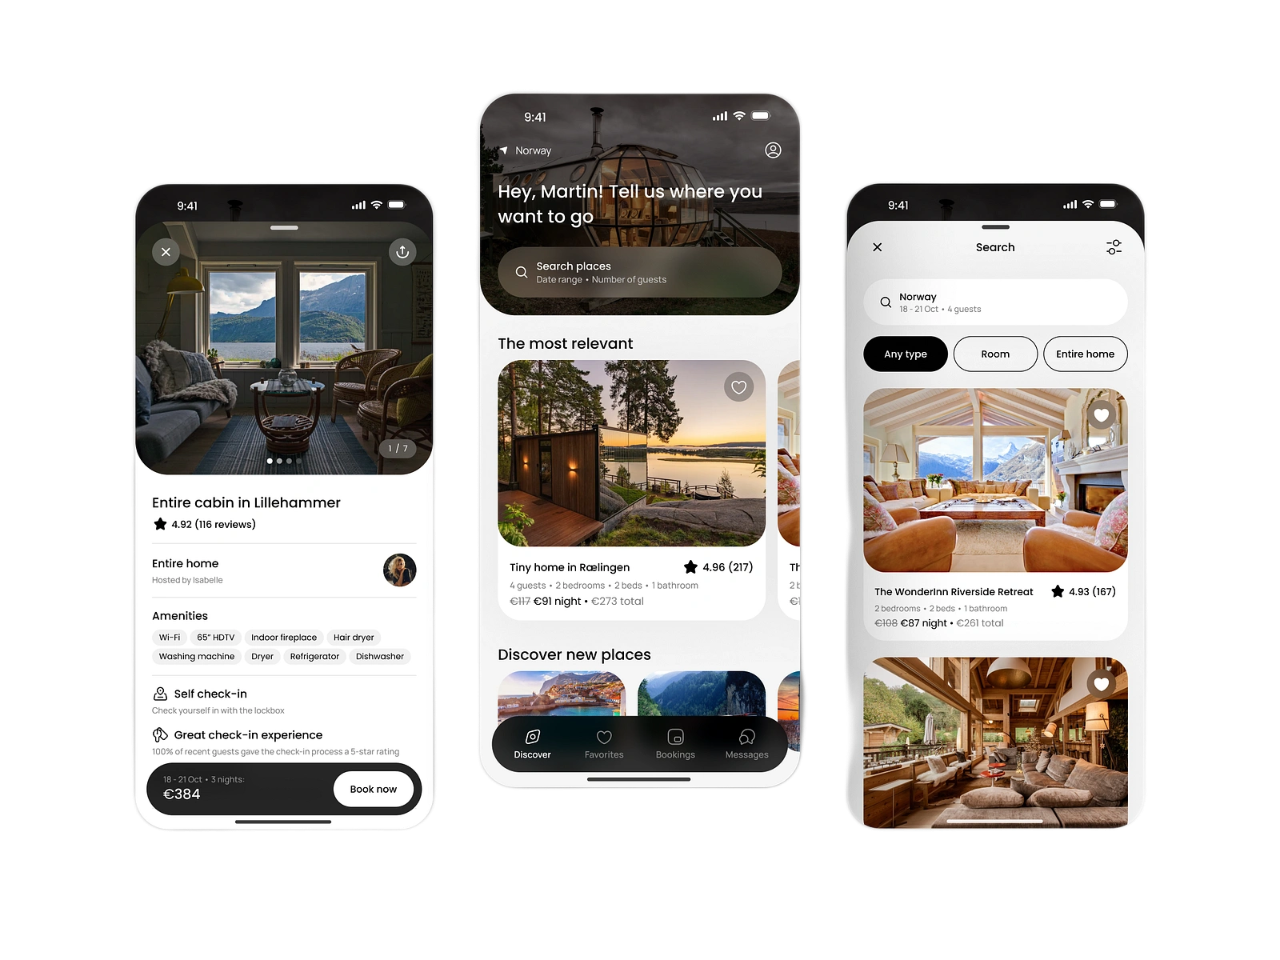 9:41
Entire cabin in Lillehammer
4.92 (116 reviews)
Entire home
Hosted by Isabelle
Amenities
Wi-Fi
65" HDTV
Indoor fireplace
Hair dryer
Washing machine
Dryer
Refrigerator
Dishwasher
Self check-in
Check yourself in with the lockbox
Great check-in experience
100% of recent guests gave the check-in process a 5-star rating
18 - 21 Oct • 3 nights:
€384
Book now
1 / 7
9:41
Norway
Hey, Martin! Tell us where you
want to go
Search places
Date range • Number of guests
The most relevant
Tiny home in Rælingen
4.96 (217)
4 guests • 2 bedrooms • 2 beds • 1 bathroom
€117 €91 night • €273 total
Discover new places
Discover
Favorites
Bookings
Messages
9:41
Search
Norway
18 - 21 Oct • 4 guests
Any type
Room
Entire home
The WonderInn Riverside Retreat
4.93 (167)
2 bedrooms • 2 beds • 1 bathroom
€108 €87 night • €261 total